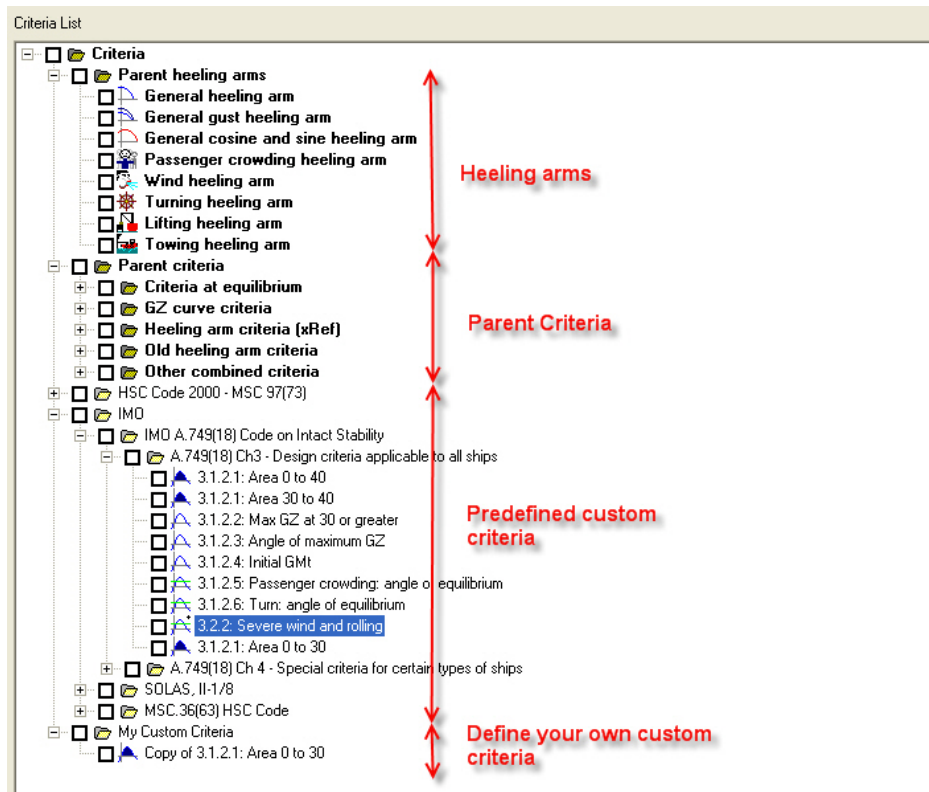 Criteria List
Criteria
Parent heeling arms
General heeling arm
General gust heeling arm
General cosine and sine heeling arm
Passenger crowding heeling arm
Wind heeling arm
Turning heeling arm
Lifting heeling arm
Towing heeling arm
Heeling arms
Parent criteria
Criteria at equilibrium
GZ curve criteria
Heeling arm criteria (xRef)
Old heeling arm criteria
Other combined criteria
Parent Criteria
HSC Code 2000 - MSC 97(73)
IMO
IMO A.749(18) Code on Intact Stability
A.749(18) Ch3 - Design criteria applicable to all ships
3.1.2.1: Area 0 to 40
3.1.2.1: Area 30 to 40
3.1.2.2: Max GZ at 30 or greater
3.1.2.3: Angle of maximum GZ
3.1.2.4: Initial GMt
3.1.2.5: Passenger crowding: angle of equilibrium
3.1.2.6: Turn: angle of equilibrium
3.2.2: Severe wind and rolling
3.1.2.1: Area 0 to 30
A.749(18) Ch 4 - Special criteria for certain types of ships
SOLAS, II-1/8
MSC.36(63) HSC Code
Predefined custom
criteria
My Custom Criteria
Copy of 3.1.2.1: Area 0 to 30
Define your own custom
criteria